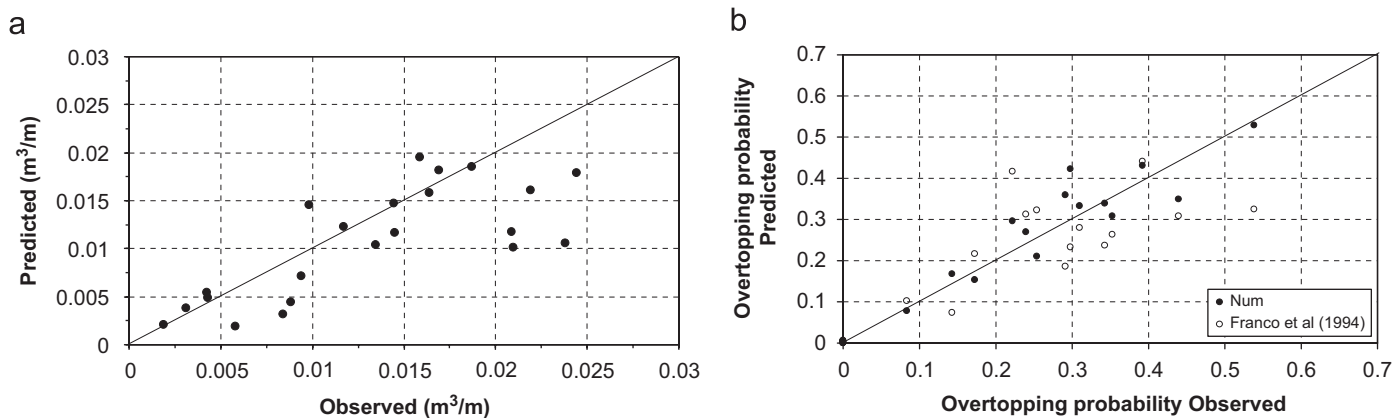 a
0.03
0.025
0.02
0.015
0.01
0.005
0
Predicted (m³/m)
0 0.005 0.01 0.015 0.02 0.025 0.03
Observed (m³/m)
b
0.7
0.6
0.5
0.4
0.3
0.2
0.1
0
Overtopping probability
Predicted
Num
Franco et al (1994)
0 0.1 0.2 0.3 0.4 0.5 0.6 0.7
Overtopping probability Observed